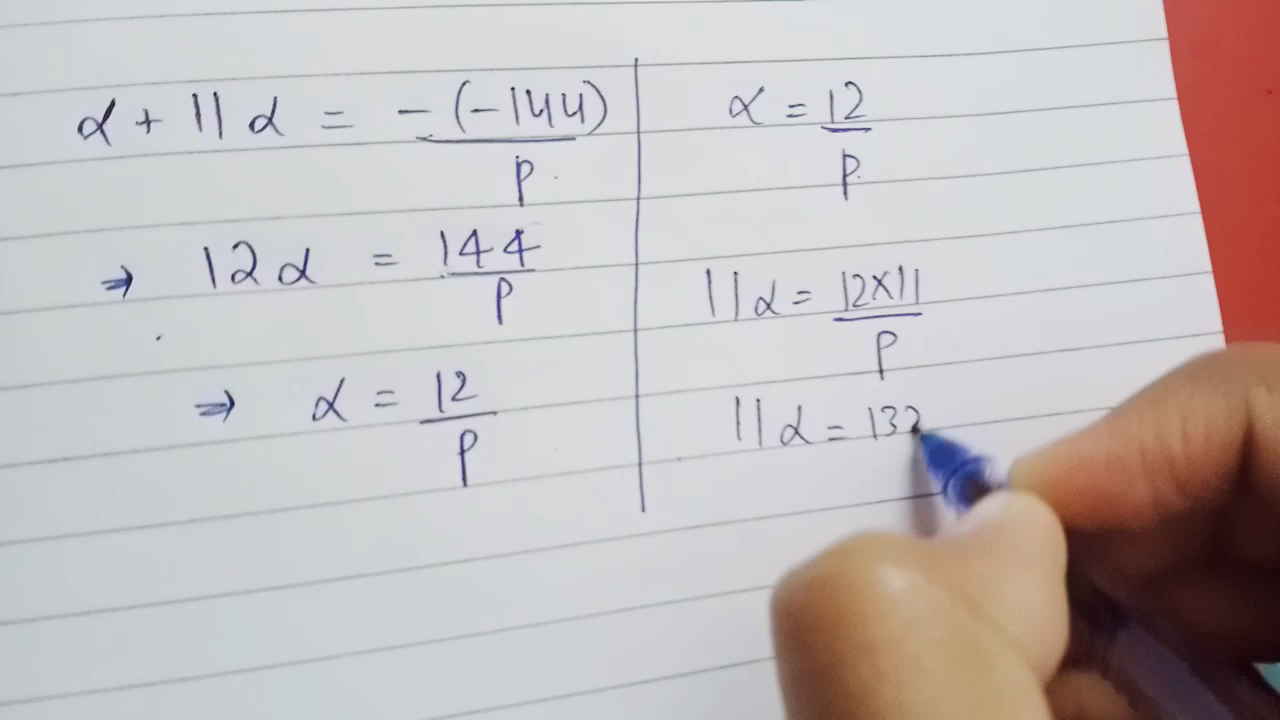 α + 11α = -(-144)
p
⇒ 12α = 144
p
⇒ α = 12
p
α = 12
p.
11α = 12×11
p
11α = 132